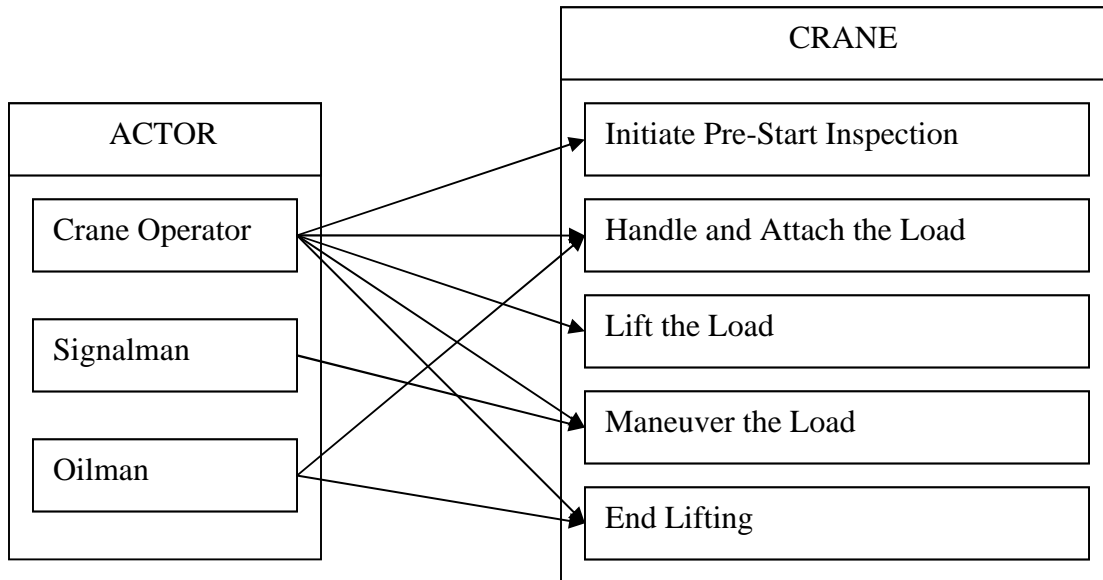 CRANE
ACTOR
Initiate Pre-Start Inspection
Crane Operator
Handle and Attach the Load
Signalman
Lift the Load
Maneuver the Load
Oilman
End Lifting